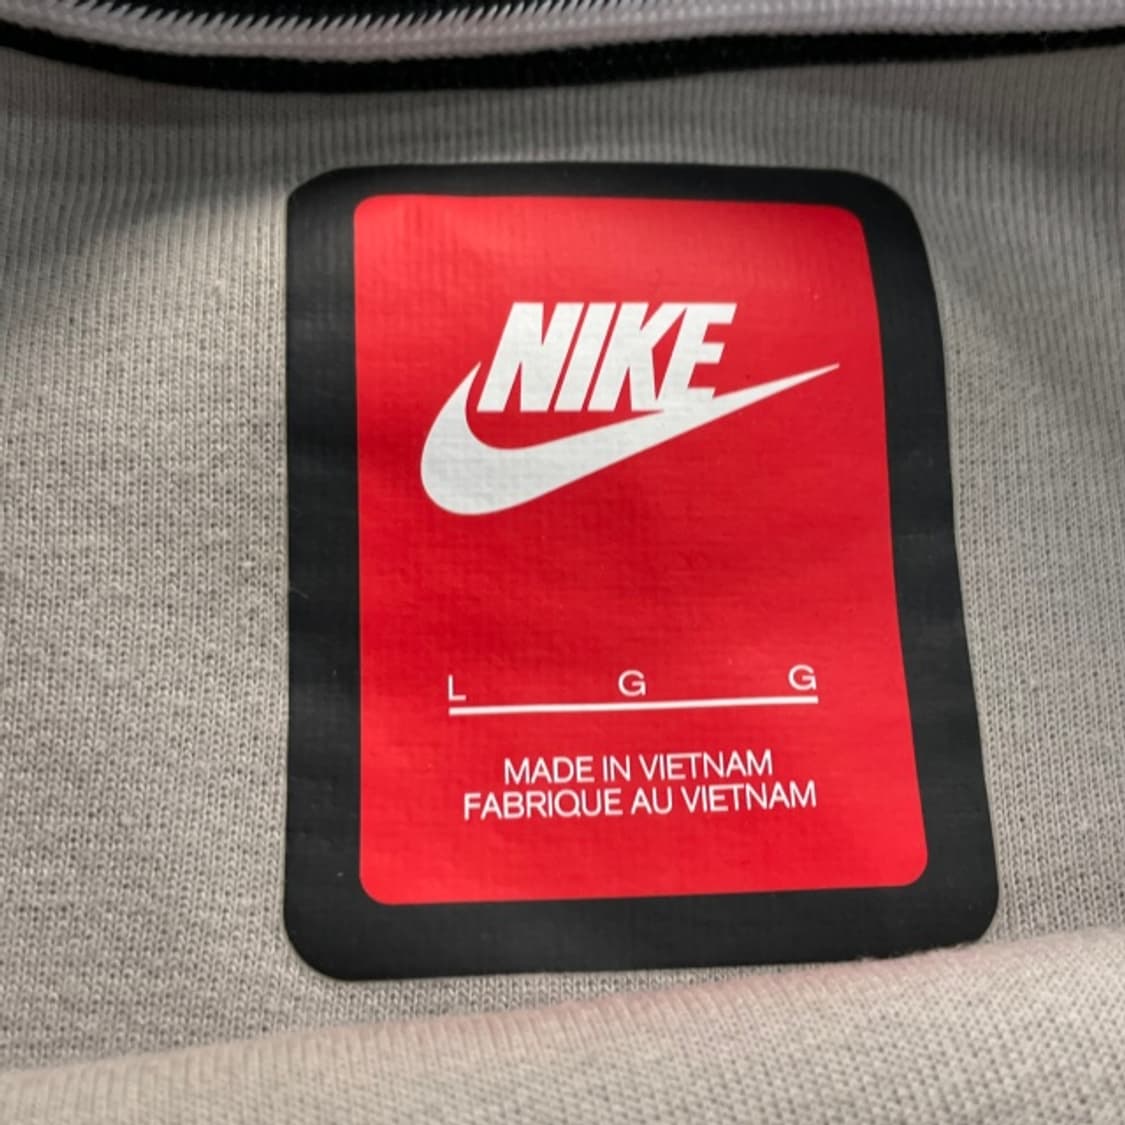 NIKE
L G G
MADE IN VIETNAM
FABRIQUE AU VIETNAM